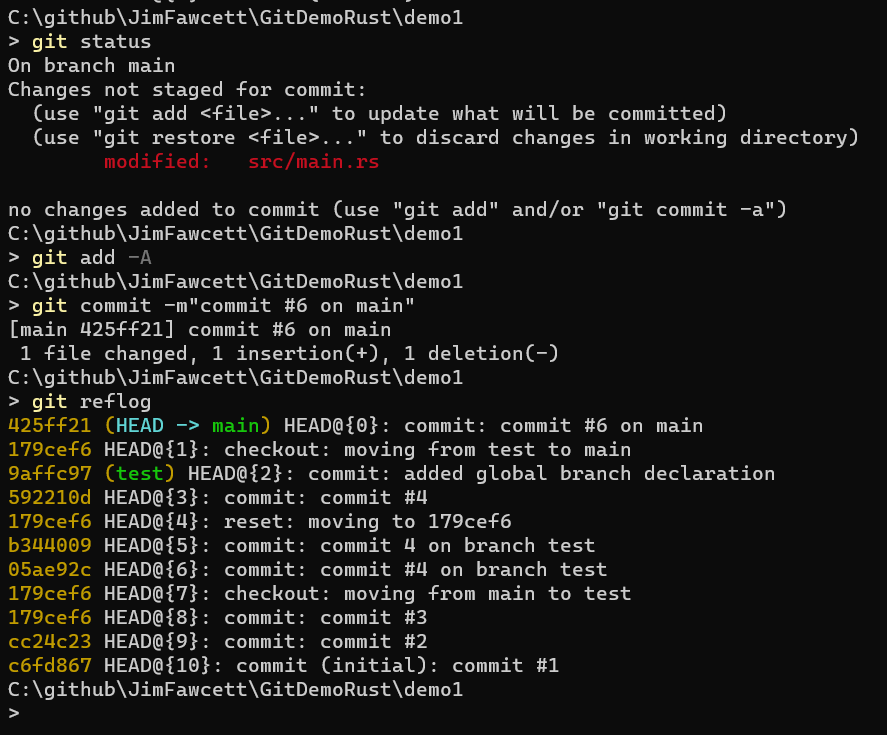 C:\github\JimFawcett\GitDemoRust\demo1
> git status
On branch main
Changes not staged for commit:
  (use "git add <file>..." to update what will be committed)
  (use "git restore <file>..." to discard changes in working directory)
        modified:   src/main.rs

no changes added to commit (use "git add" and/or "git commit -a")
C:\github\JimFawcett\GitDemoRust\demo1
> git add -A
C:\github\JimFawcett\GitDemoRust\demo1
> git commit -m"commit #6 on main"
[main 425ff21] commit #6 on main
 1 file changed, 1 insertion(+), 1 deletion(-)
C:\github\JimFawcett\GitDemoRust\demo1
> git reflog
425ff21 (HEAD -> main) HEAD@{0}: commit: commit #6 on main
179cef6 HEAD@{1}: checkout: moving from test to main
9affc97 (test) HEAD@{2}: commit: added global branch declaration
592210d HEAD@{3}: commit: commit #4
179cef6 HEAD@{4}: reset: moving to 179cef6
b344009 HEAD@{5}: commit: commit 4 on branch test
05ae92c HEAD@{6}: commit: commit #4 on branch test
179cef6 HEAD@{7}: checkout: moving from main to test
179cef6 HEAD@{8}: commit: commit #3
cc24c23 HEAD@{9}: commit: commit #2
c6fd867 HEAD@{10}: commit (initial): commit #1
C:\github\JimFawcett\GitDemoRust\demo1
>